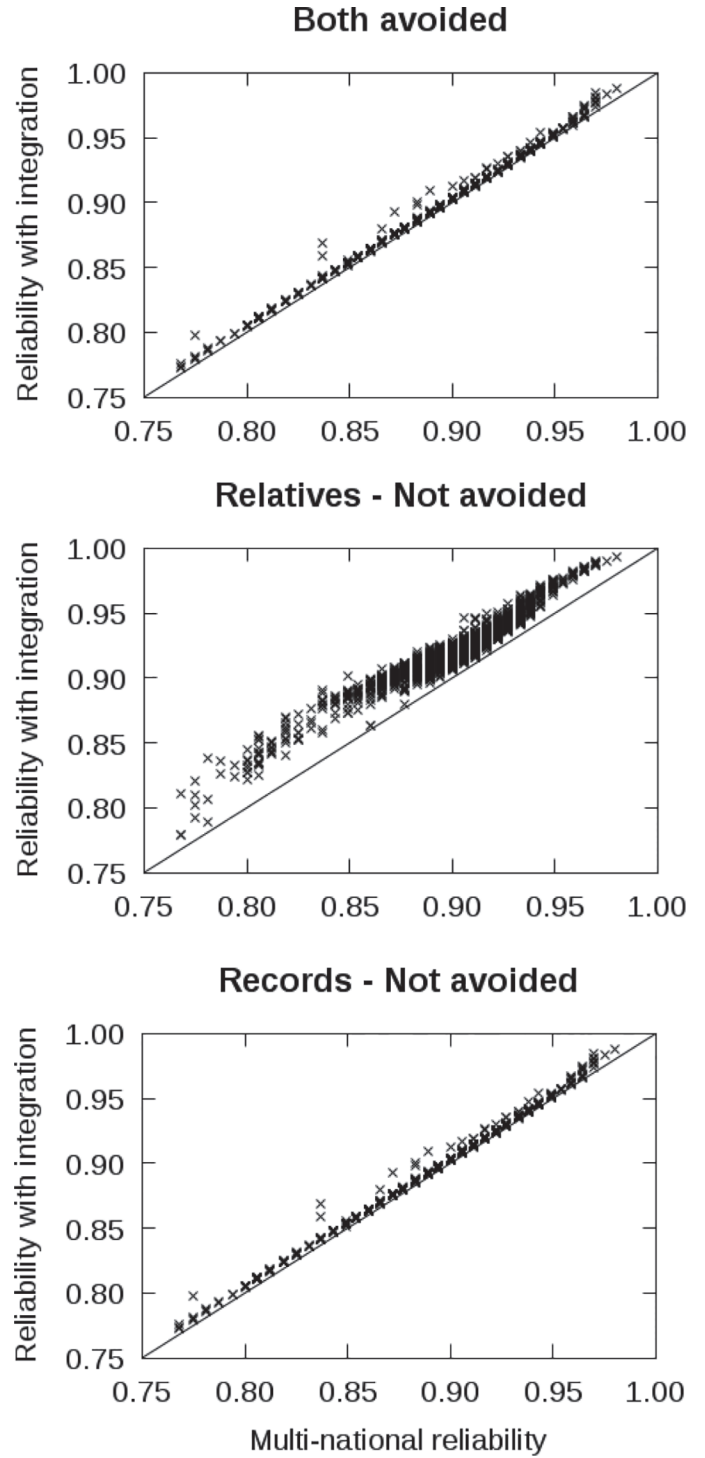 Both avoided
Reliability with integration
1.00
0.95
0.90
0.85
0.80
0.75
0.75 0.80 0.85 0.90 0.95 1.00
Relatives - Not avoided
Reliability with integration
1.00
0.95
0.90
0.85
0.80
0.75
0.75 0.80 0.85 0.90 0.95 1.00
Records - Not avoided
Reliability with integration
1.00
0.95
0.90
0.85
0.80
0.75
0.75 0.80 0.85 0.90 0.95 1.00
Multi-national reliability